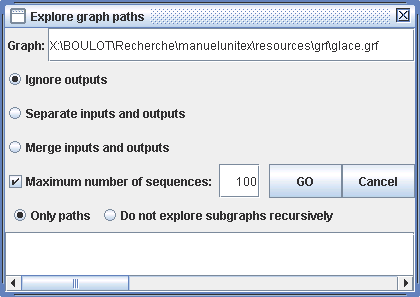 Explore graph paths
Graph: X:\BOULOT\Recherche\manuelunitex\resources\grf\glace.grf
Ignore outputs
Separate inputs and outputs
Merge inputs and outputs
Maximum number of sequences: 100 GO Cancel
Only paths Do not explore subgraphs recursively